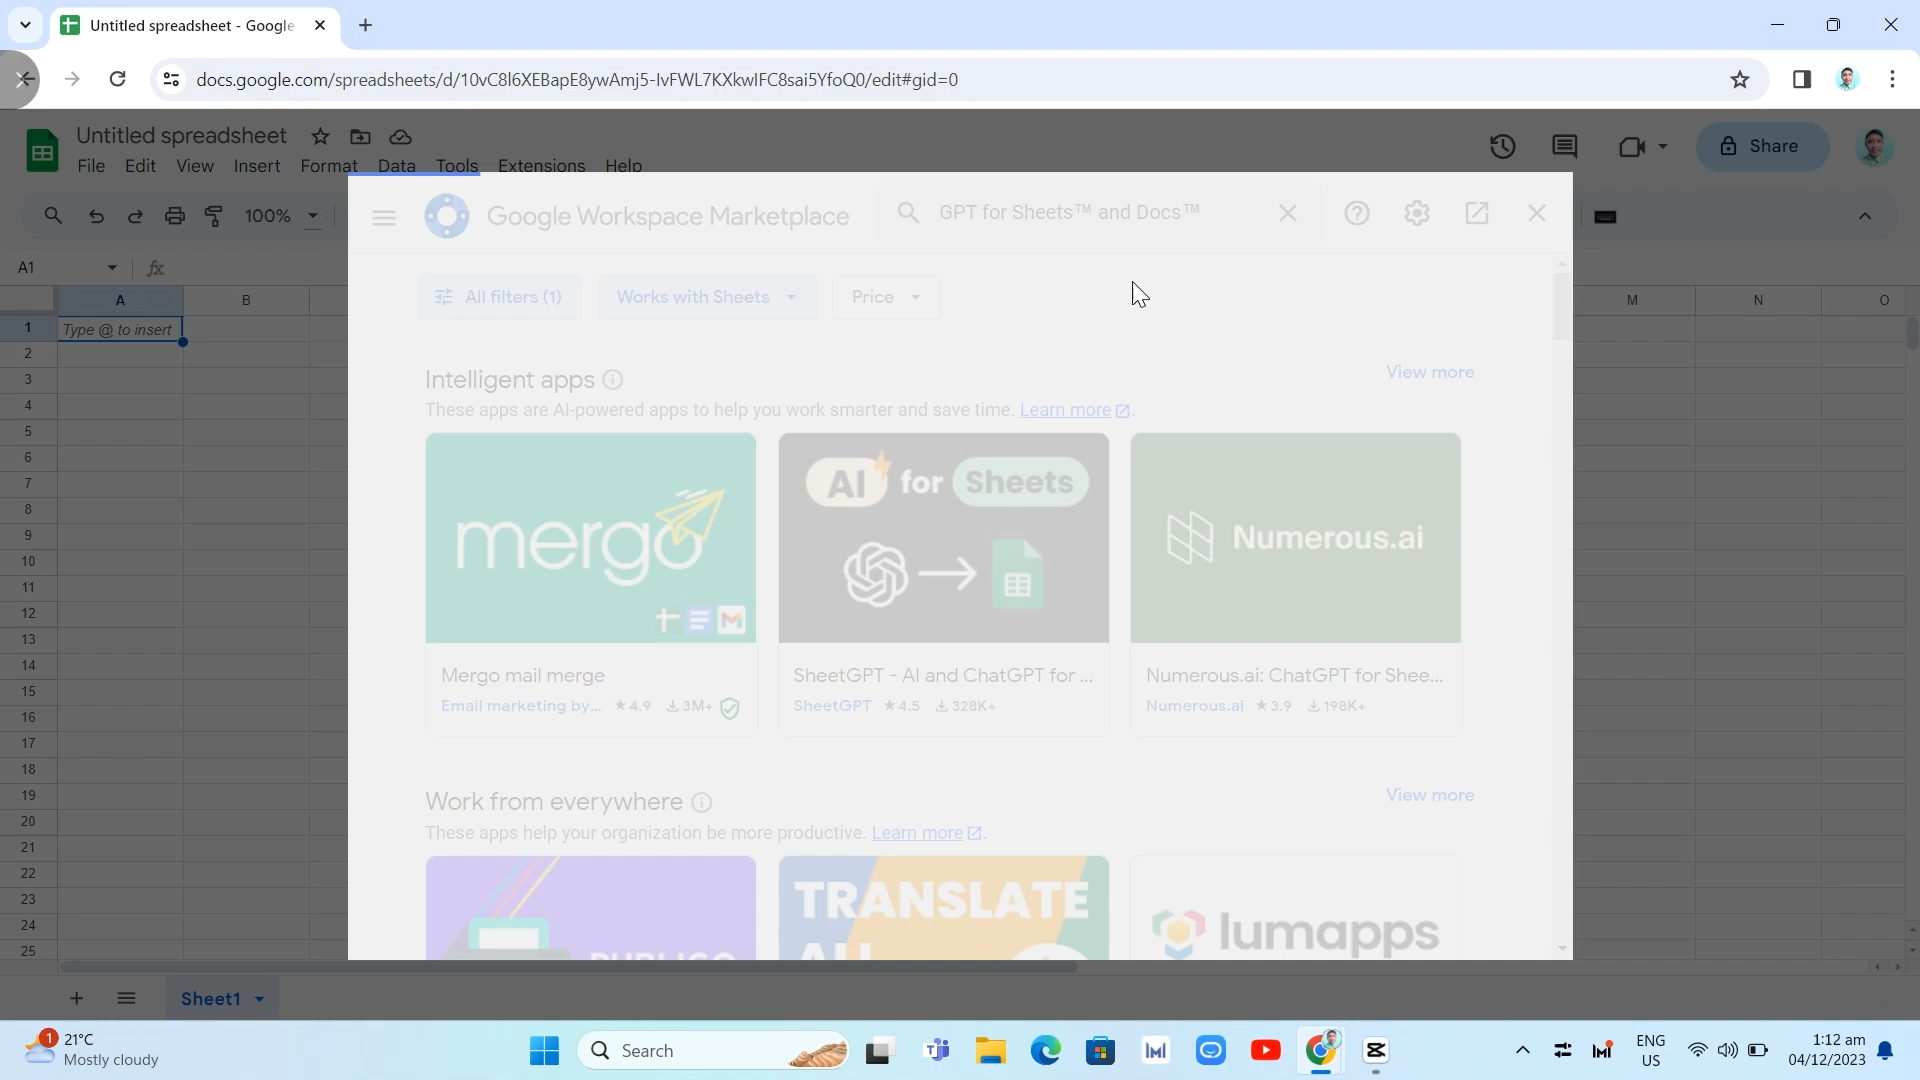 Untitled spreadsheet - Google
docs.google.com/spreadsheets/d/10vC8l6XEBapE8ywAmj5-IvFWL7KXkwIFC8sai5YfoQ0/edit#gid=0
Untitled spreadsheet
File Edit View Insert Format Data Tools Extensions Help
Share
100%
Google Workspace Marketplace
GPT for Sheets™ and Docs™
A1
fx
A B M N O
All filters (1)
Works with Sheets
Price
1 Type @ to insert
2
3
4
5
6
7
8
9
10
11
12
13
14
15
16
17
18
19
20
21
22
23
24
25
Intelligent apps
View more
These apps are AI-powered apps to help you work smarter and save time. Learn more.
mergo
AI for Sheets
Numerous.ai
Mergo mail merge
Email marketing by... ★4.9 3M+
SheetGPT - AI and ChatGPT for ...
SheetGPT ★4.5 328K+
Numerous.ai: ChatGPT for Shee...
Numerous.ai ★3.9 198K+
Work from everywhere
View more
These apps help your organization be more productive. Learn more.
TRANSLATE
lumapps
Sheet1
1
21°C
Mostly cloudy
Search
ENG
US
1:12 am
04/12/2023